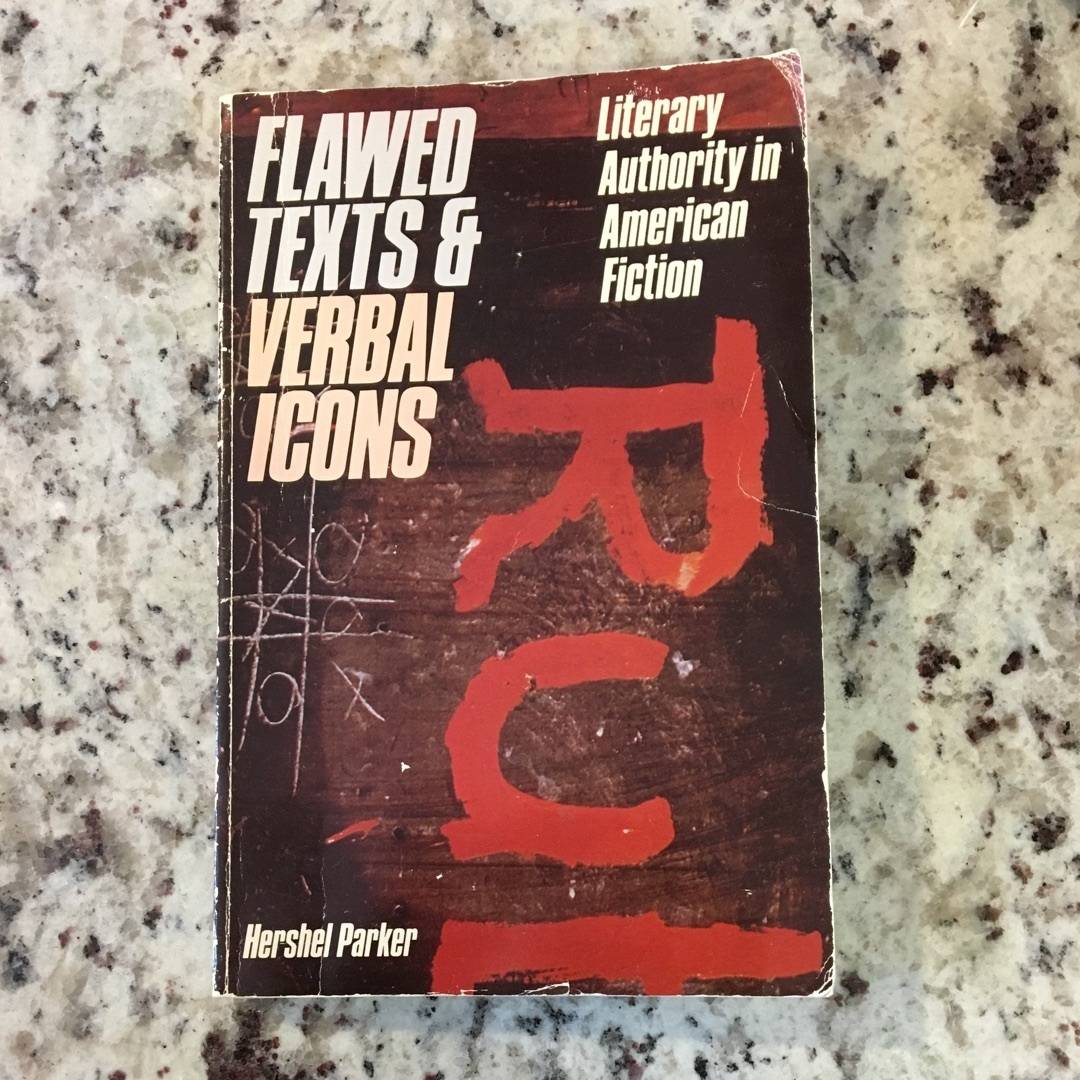 FLAWED
TEXTS &
VERBAL
ICONS
Literary
Authority in
American
Fiction
Hershel Parker